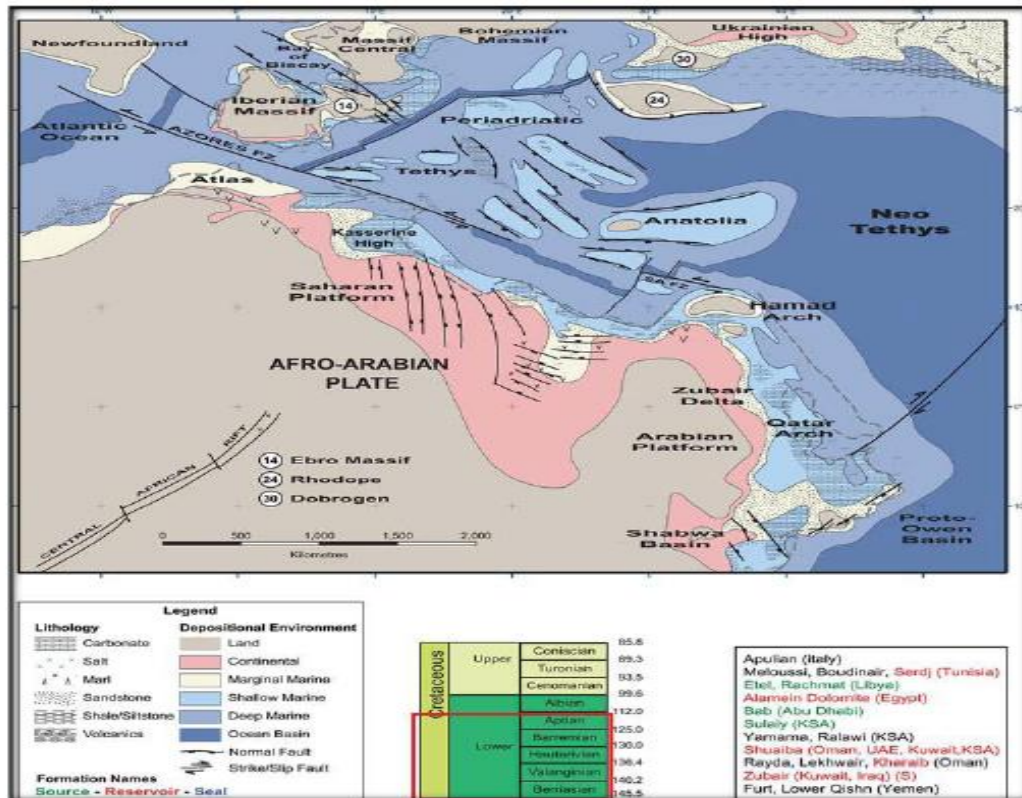 Newfoundland
Bay of Biscay
Massif Central
Bohemian Massif
Ukrainian High
30
Iberian Massif
14
24
Periadriatic
Atlantic Ocean
AZORES FZ
Atlas
Tethys
Anatolia
Neo Tethys
Kasserine High
SA FZ
Saharan Platform
Hamad Arch
AFRO-ARABIAN PLATE
Zubair Delta
Qatar Arch
Arabian Platform
CENTRAL AFRICAN RIFT
14 Ebro Massif
24 Rhodope
30 Dobrogen
0 500 1,000 1,500 2,000
Kilometres
Shabwa Basin
Proto-Owen Basin
Legend
Lithology
Carbonate
Salt
Marl
Sandstone
Shale/Siltstone
Volcanics
Depositional Environment
Land
Continental
Marginal Marine
Shallow Marine
Deep Marine
Ocean Basin
Normal Fault
Strike/Slip Fault
Formation Names
Source - Reservoir - Seal
Cretaceous
Upper
Lower
Coniacian
Turonian
Cenomanian
Albian
Aptian
Barremian
Hauterivian
Valanginian
Berriasian
85.8
89.3
93.5
99.6
112.0
125.0
130.0
136.4
140.2
145.5
Apulian (Italy)
Meloussi, Boudinair, Serdj (Tunisia)
Etel, Rachmat (Libya)
Alamein Dolomite (Egypt)
Bab (Abu Dhabi)
Sulaiy (KSA)
Yamama, Ratawi (KSA)
Shuaiba (Oman, UAE, Kuwait,KSA)
Rayda, Lekhwair, Kharaib (Oman)
Zubair (Kuwait, Iraq) (S)
Furt, Lower Qishn (Yemen)